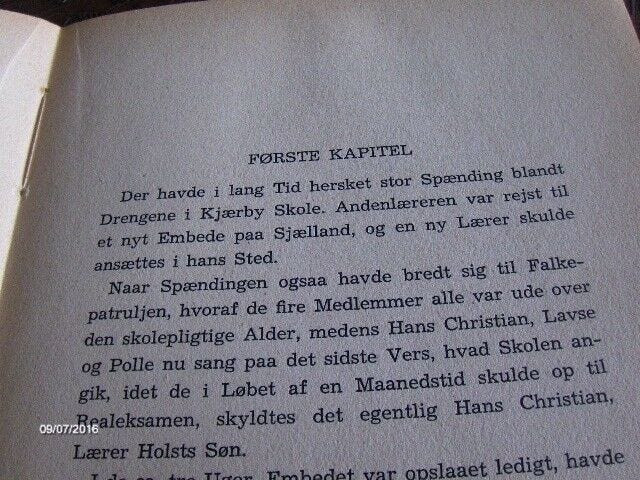 FØRSTE KAPITEL
Der havde i lang Tid hersket stor Spænding blandt
Drengene i Kjærby Skole. Andenlæreren var rejst til
et nyt Embede paa Sjælland, og en ny Lærer skulde
ansættes i hans Sted.
Naar Spændingen ogsaa havde bredt sig til Falke-
patruljen, hvoraf de fire Medlemmer alle var ude over
den skolepligtige Alder, medens Hans Christian, Lavse
og Polle nu sang paa det sidste Vers, hvad Skolen an-
gik, idet de i Løbet af en Maanedstid skulde op til
Realeksamen, skyldtes det egentlig Hans Christian,
Lærer Holsts Søn.
tre Uger, Embedet var opslaaet ledigt, havde
09/07/2016